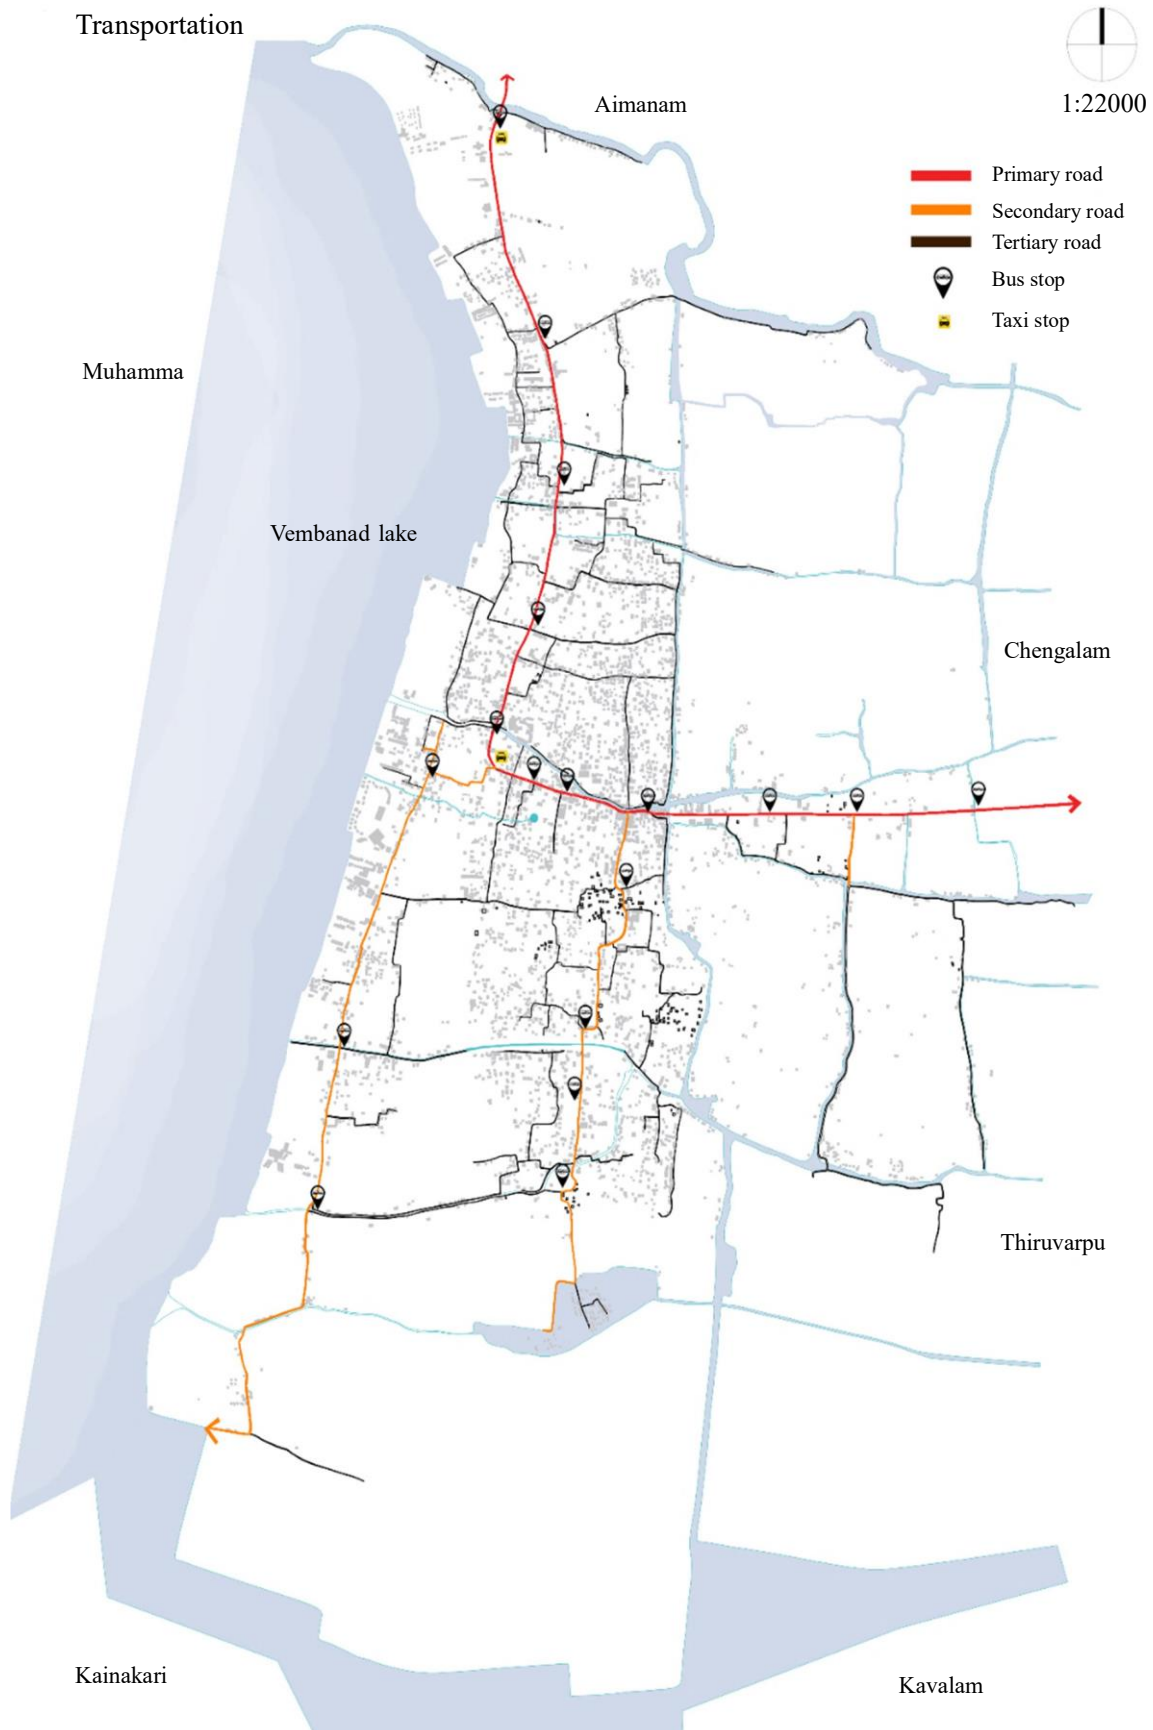 Transportation
Aimanam
1:22000
Primary road
Secondary road
Tertiary road
Bus stop
Taxi stop
Muhamma
Vembanad lake
Chengalam
Thiruvarpu
Kainakari
Kavalam